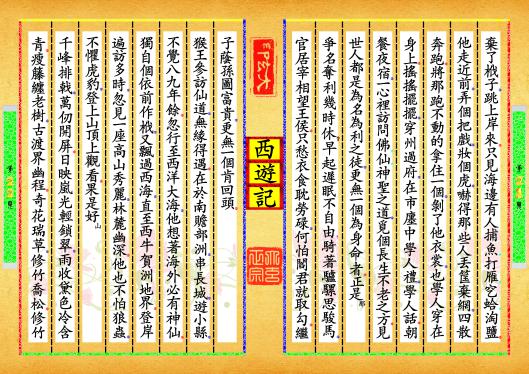 棄了栰子跳上岸來只見海邊有人捕魚打雁穵蛤淘鹽
他走近前弄個把戲妝個虎嚇得那些人丟筐棄網四散
奔跑將那跑不動的拿住一個剝了他衣裳也學人穿在
身上搖搖擺擺穿州過府在市廛中學人禮學人話朝
餐夜宿一心裡訪問佛仙神聖之道覓個長生不老之方見
世人都是為名為利之徒更無一個為身命者正是那
爭名奪利幾時休早起遲眠不自由騎著驢騾思駿馬
官居宰相望王侯只愁衣食耽勞碌何怕閻君就取勾繼
西遊記
子蔭孫圖富貴更無一個肯回頭
猴王參訪仙道無緣得遇在於南贍部洲串長城遊小縣
不覺八九年餘忽行至西洋大海他想著海外必有神仙
獨自個依前作栰又飄過西海直至西牛賀洲地界登岸
遍訪多時忽見一座高山秀麗林麓幽深他也不怕狼蟲
不懼虎豹登上山頂上觀看果是好山
千峰排戟萬仞開屏日映嵐光輕鎖翠雨收黛色冷含
青瘦藤纏老樹古渡界幽程奇花瑞草修竹喬松修竹